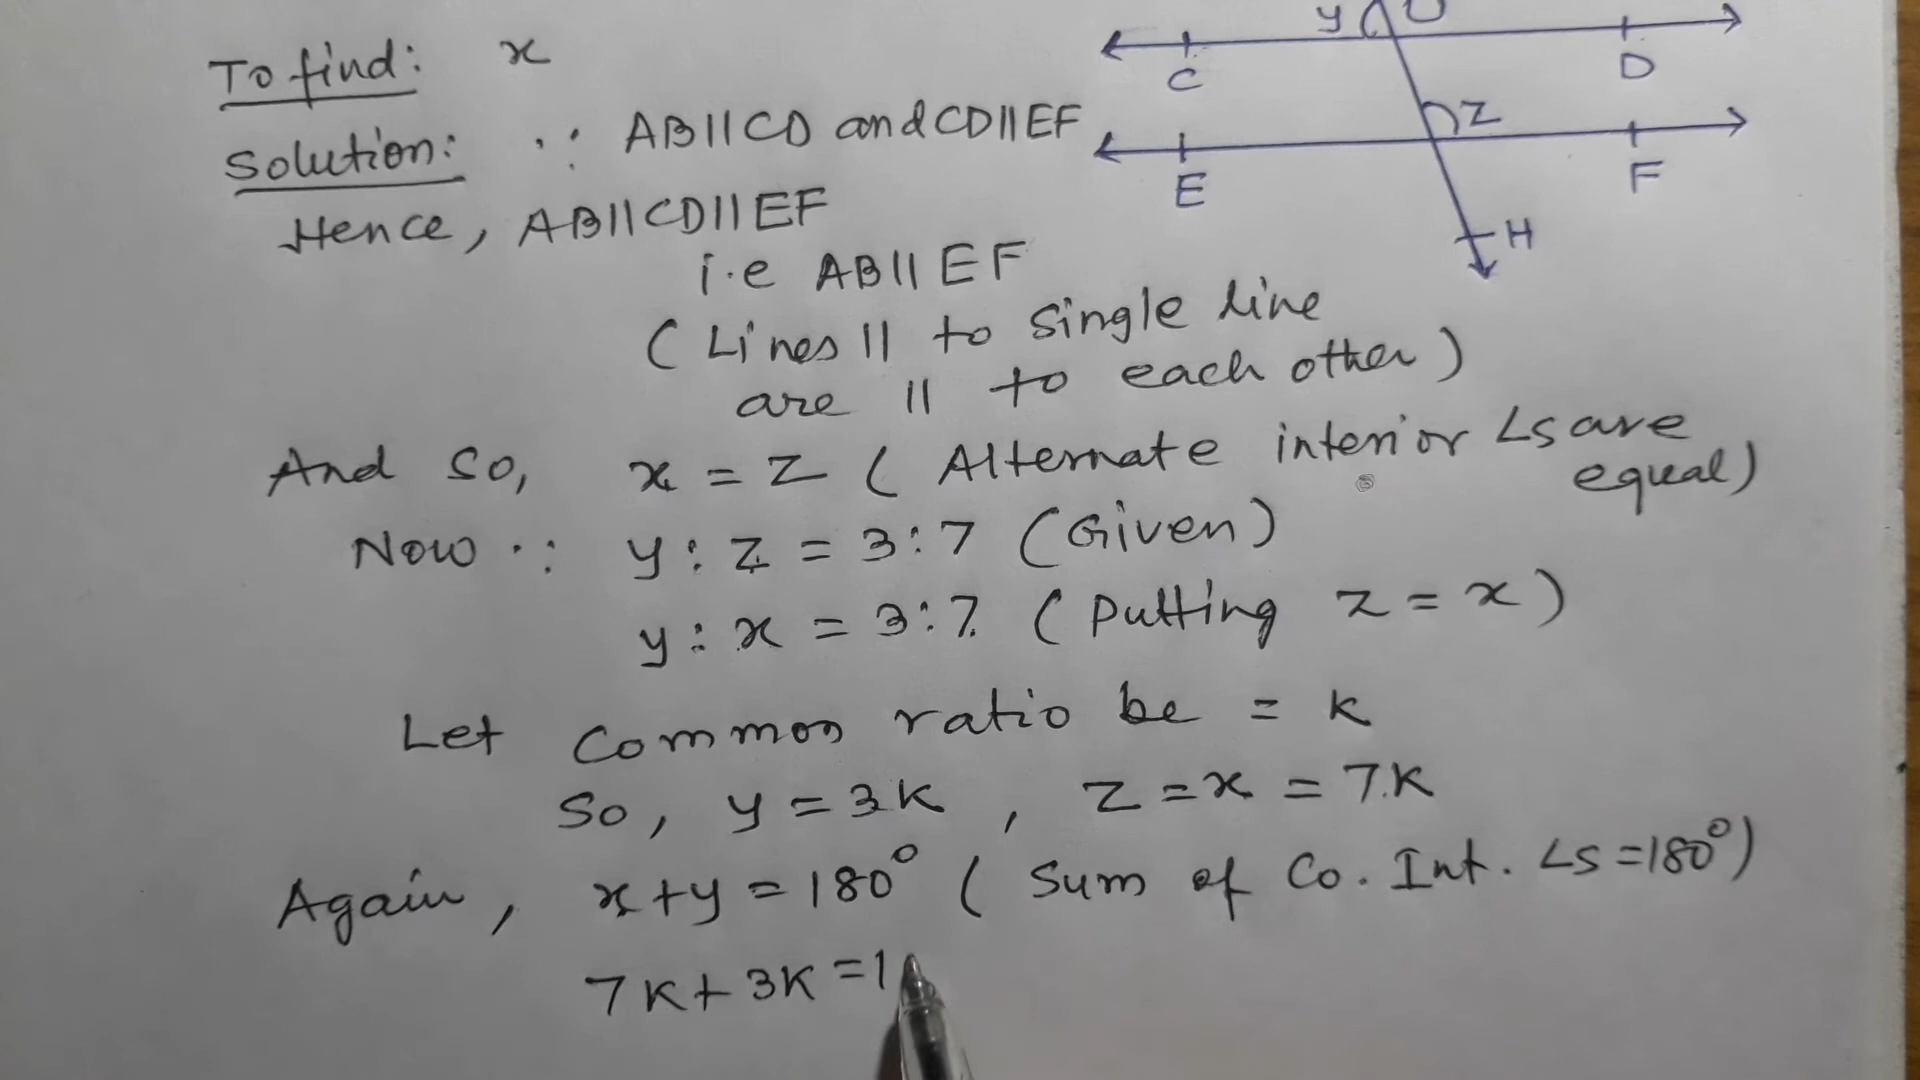 To find: x
Solution: ∵ AB||CD and CD||EF
Hence, AB||CD||EF
i.e AB||EF
(Lines || to single line
are || to each other)
And so, x = z (Alternate interior ∠s are
equal)
Now ∵ y : z = 3:7 (Given)
y : x = 3:7 (Putting z = x)
Let common ratio be = k
So, y = 3k, z = x = 7k
Again, x+y = 180° (Sum of Co. Int. ∠s = 180°)
7k + 3k = 1
y
C
D
z
E
F
H